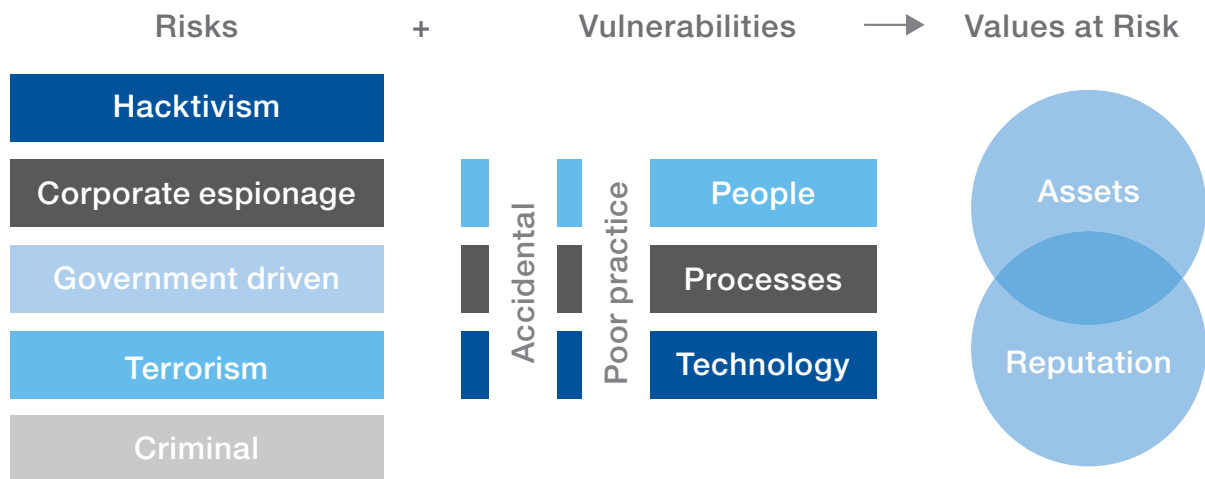 Risks + Vulnerabilities → Values at Risk
Hacktivism
Corporate espionage
Government driven
Terrorism
Criminal
Accidental
Poor practice
People
Processes
Technology
Assets
Reputation